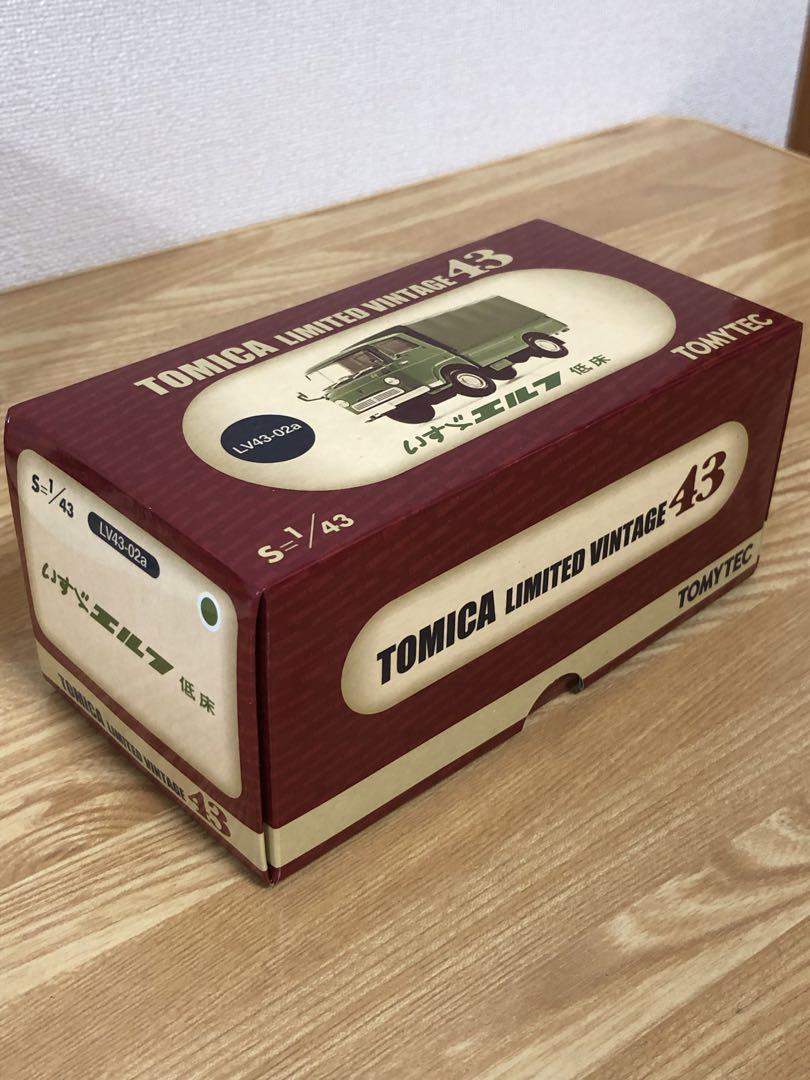 TOMICA LIMITED VINTAGE 43
LV43-02a
いすゞエルフ 低床
S=1/43
TOMYTEC
S=1/43
LV43-02a
いすゞエルフ 低床
TOMICA LIMITED VINTAGE 43
TOMICA LIMITED VINTAGE 43
TOMYTEC